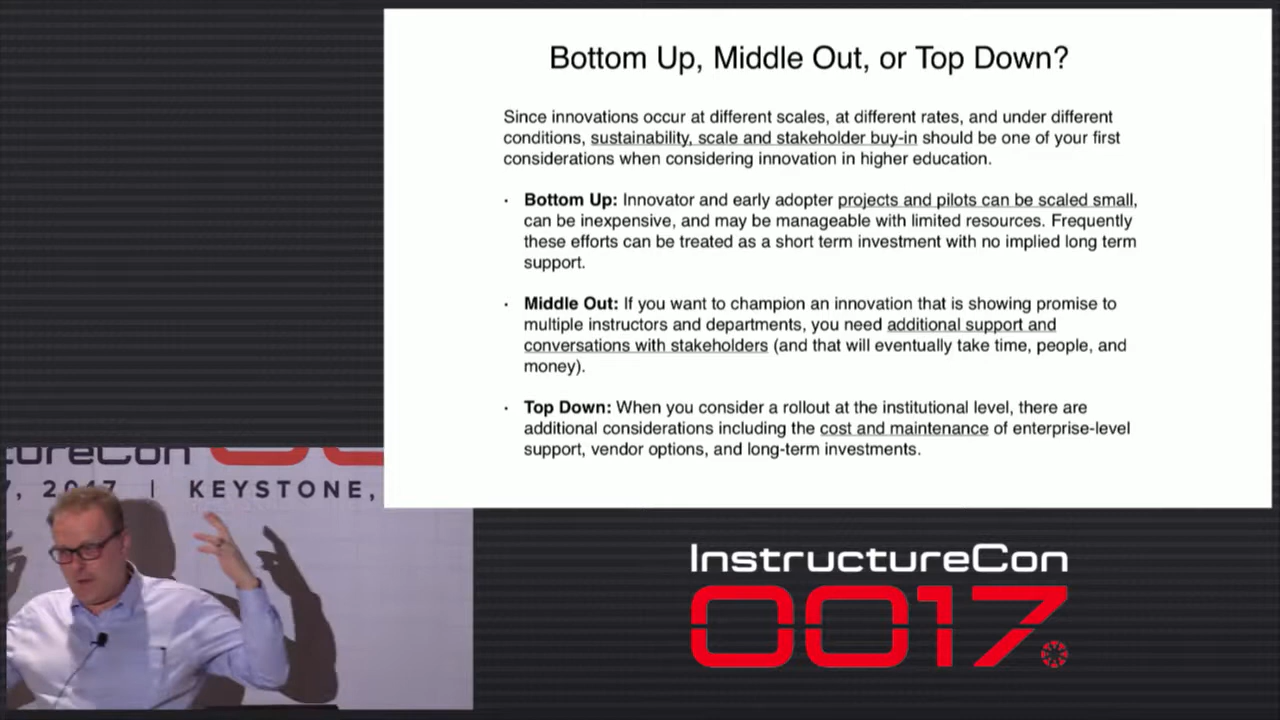 Bottom Up, Middle Out, or Top Down?
Since innovations occur at different scales, at different rates, and under different
conditions, sustainability, scale and stakeholder buy-in should be one of your first
considerations when considering innovation in higher education.
· Bottom Up: Innovator and early adopter projects and pilots can be scaled small,
can be inexpensive, and may be manageable with limited resources. Frequently
these efforts can be treated as a short term investment with no implied long term
support.
· Middle Out: If you want to champion an innovation that is showing promise to
multiple instructors and departments, you need additional support and
conversations with stakeholders (and that will eventually take time, people, and
money).
· Top Down: When you consider a rollout at the institutional level, there are
additional considerations including the cost and maintenance of enterprise-level
support, vendor options, and long-term investments.
tureCon
, 2017 | KEYSTONE,
InstructureCon
0017